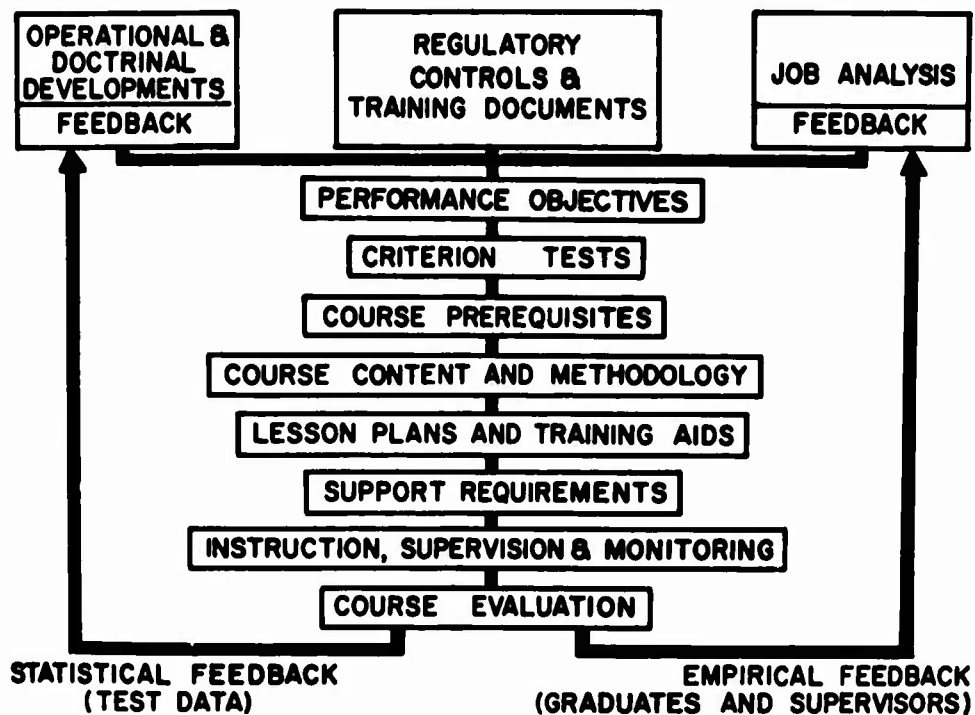 OPERATIONAL &
DOCTRINAL
DEVELOPMENTS
FEEDBACK
REGULATORY
CONTROLS &
TRAINING DOCUMENTS
JOB ANALYSIS
FEEDBACK
PERFORMANCE OBJECTIVES
CRITERION TESTS
COURSE PREREQUISITES
COURSE CONTENT AND METHODOLOGY
LESSON PLANS AND TRAINING AIDS
SUPPORT REQUIREMENTS
INSTRUCTION, SUPERVISION & MONITORING
COURSE EVALUATION
STATISTICAL FEEDBACK
(TEST DATA)
EMPIRICAL FEEDBACK
(GRADUATES AND SUPERVISORS)